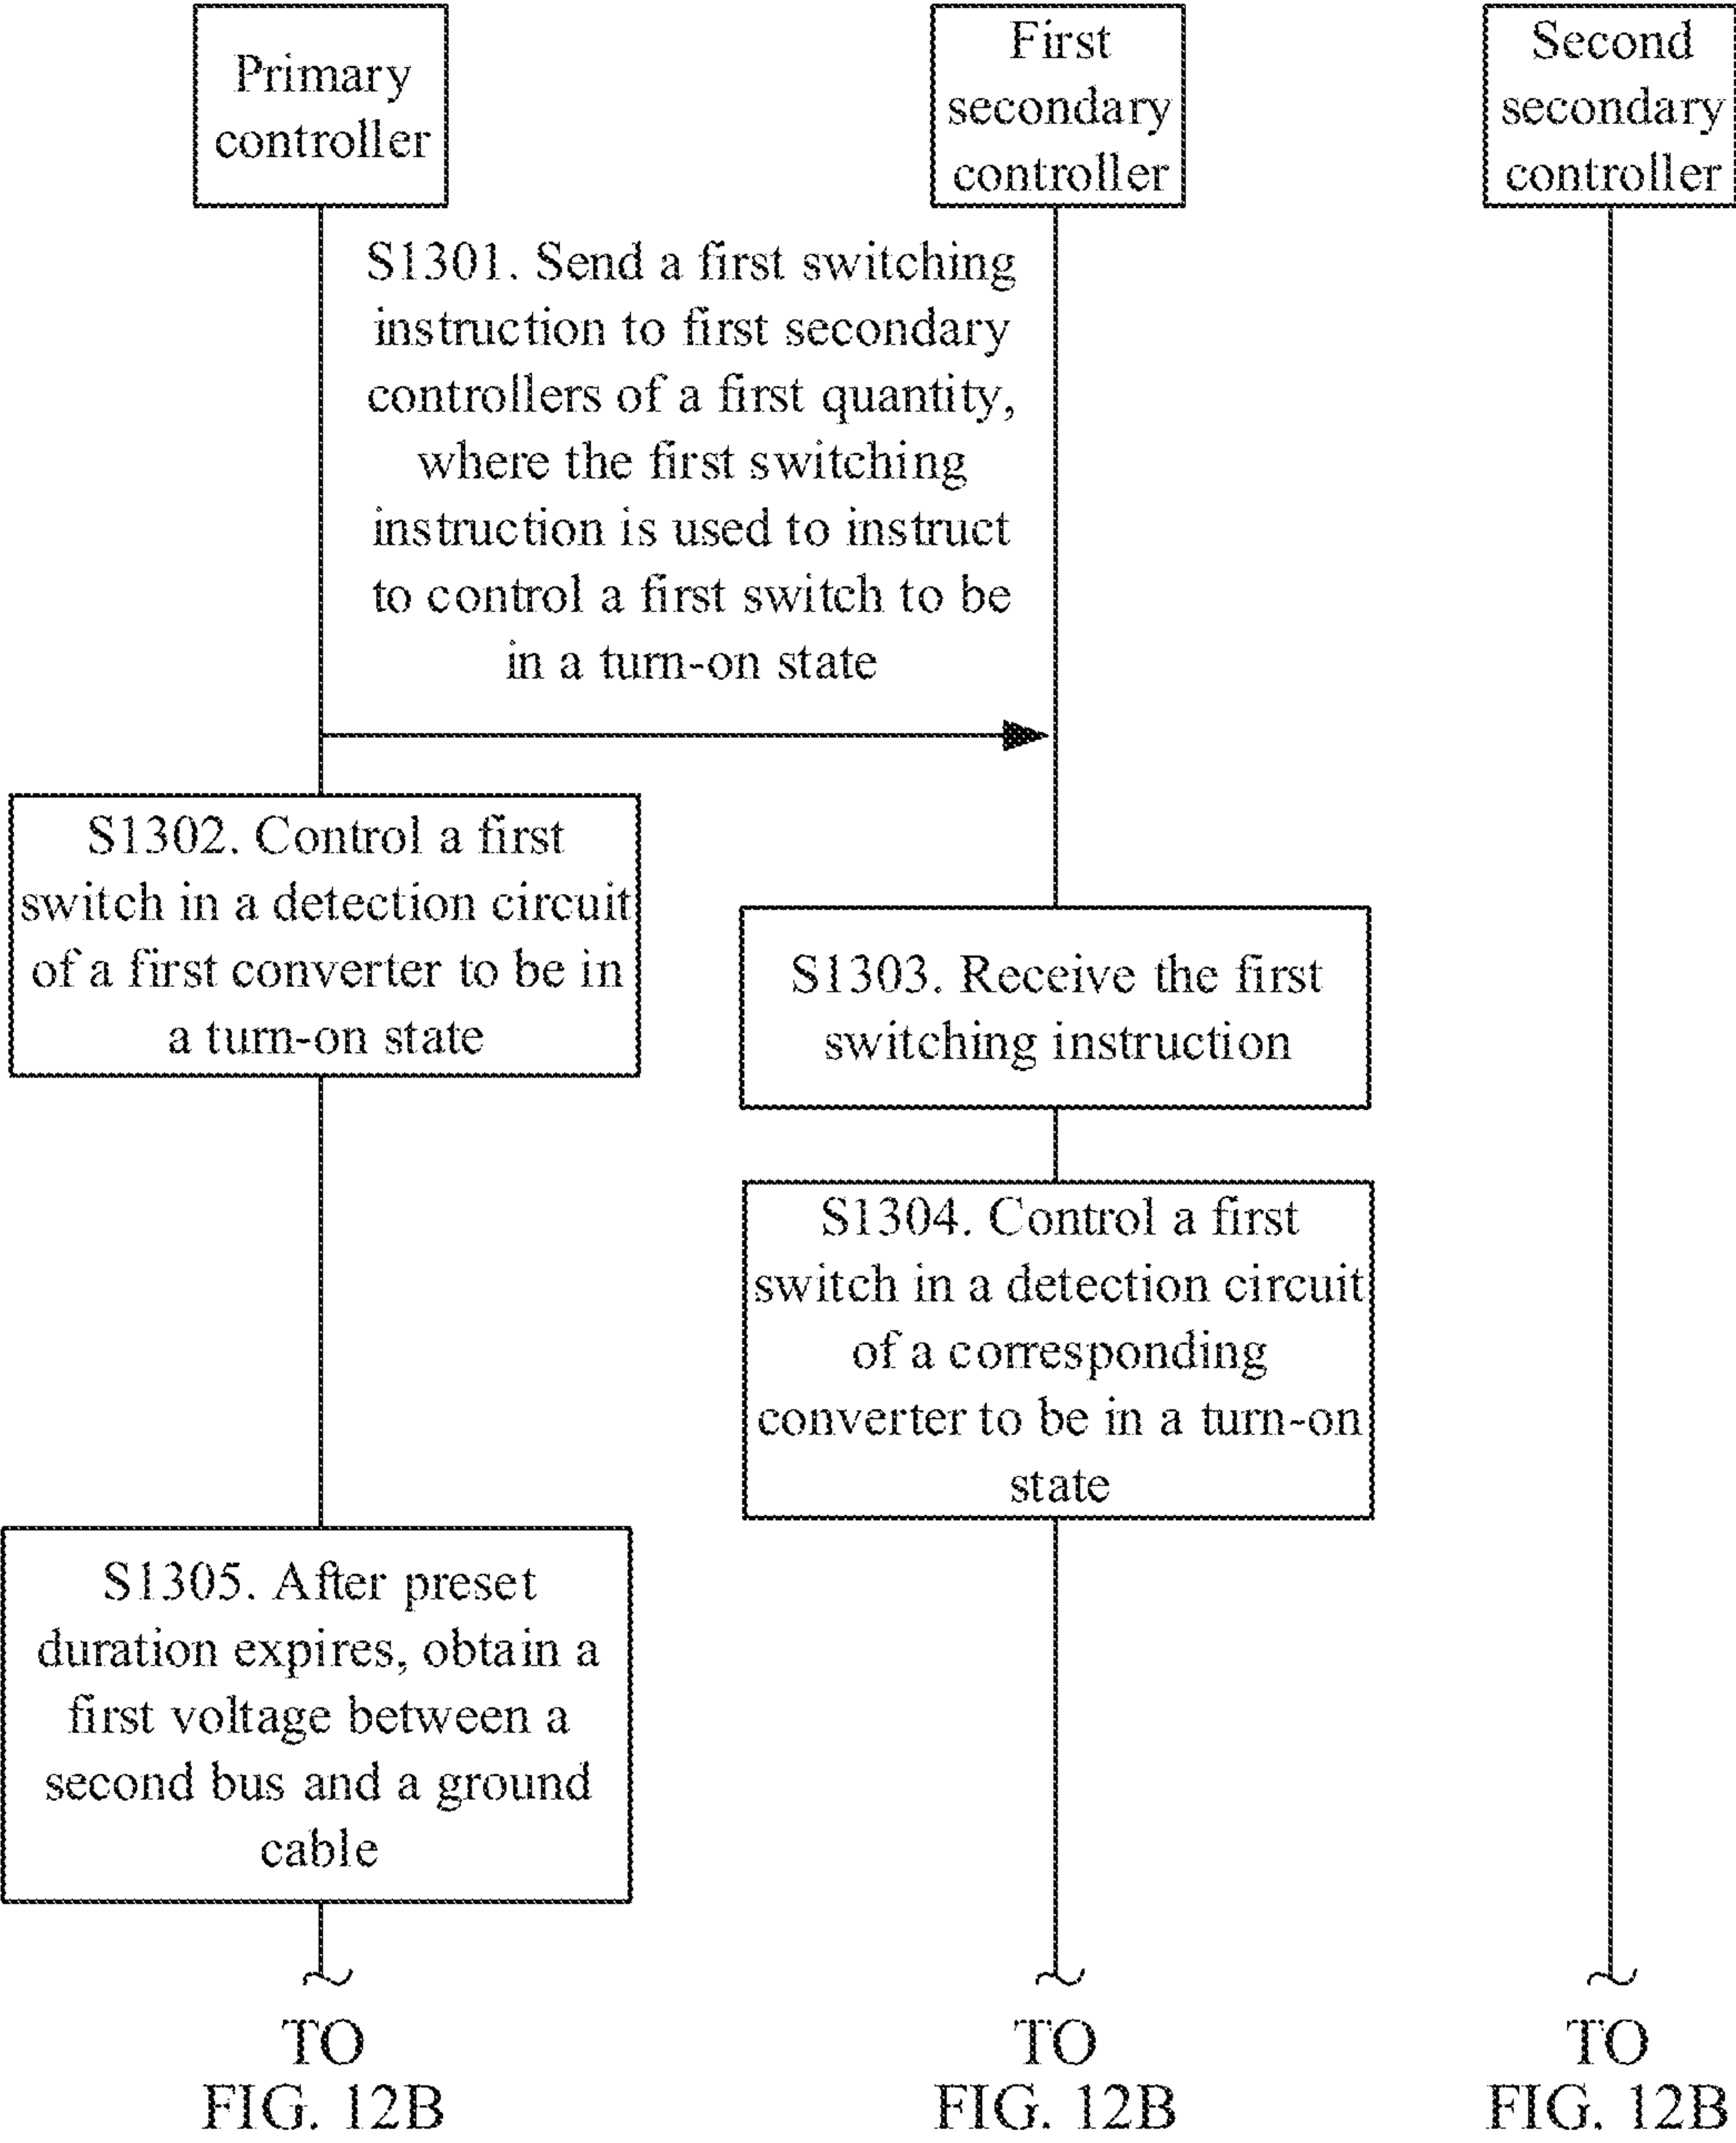 Primary
controller
First
secondary
controller
Second
secondary
controller
S1301. Send a first switching
instruction to first secondary
controllers of a first quantity,
where the first switching
instruction is used to instruct
to control a first switch to be
in a turn-on state
S1302. Control a first
switch in a detection circuit
of a first converter to be in
a turn-on state
S1303. Receive the first
switching instruction
S1304. Control a first
switch in a detection circuit
of a corresponding
converter to be in a turn-on
state
S1305. After preset
duration expires, obtain a
first voltage between a
second bus and a ground
cable
TO
FIG. 12B
TO
FIG. 12B
TO
FIG. 12B